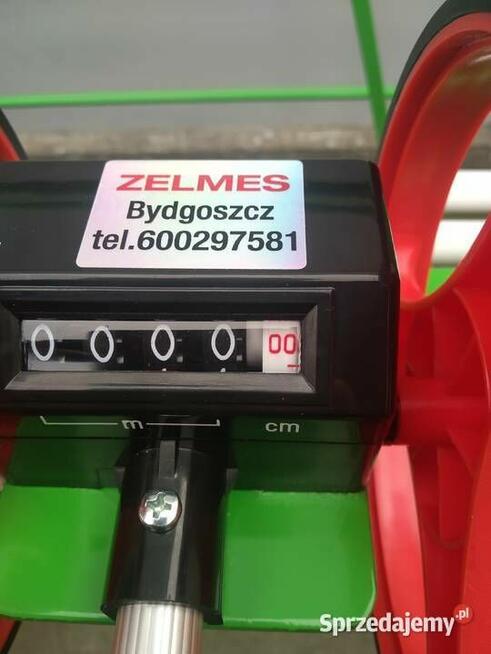 ZELMES
Bydgoszcz
tel.600297581
0 0 0 0 00
m cm
Sprzedajemy.pl